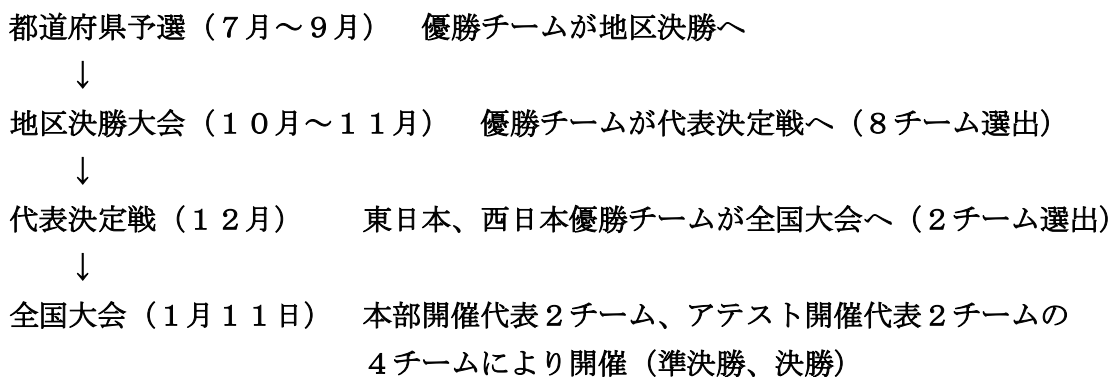 都道府県予選（７月～９月）　優勝チームが地区決勝へ
↓
地区決勝大会（１０月～１１月）　優勝チームが代表決定戦へ（８チーム選出）
↓
代表決定戦（１２月）　　東日本、西日本優勝チームが全国大会へ（２チーム選出）
↓
全国大会（１月１１日）　本部開催代表２チーム、アテスト開催代表２チームの
４チームにより開催（準決勝、決勝）